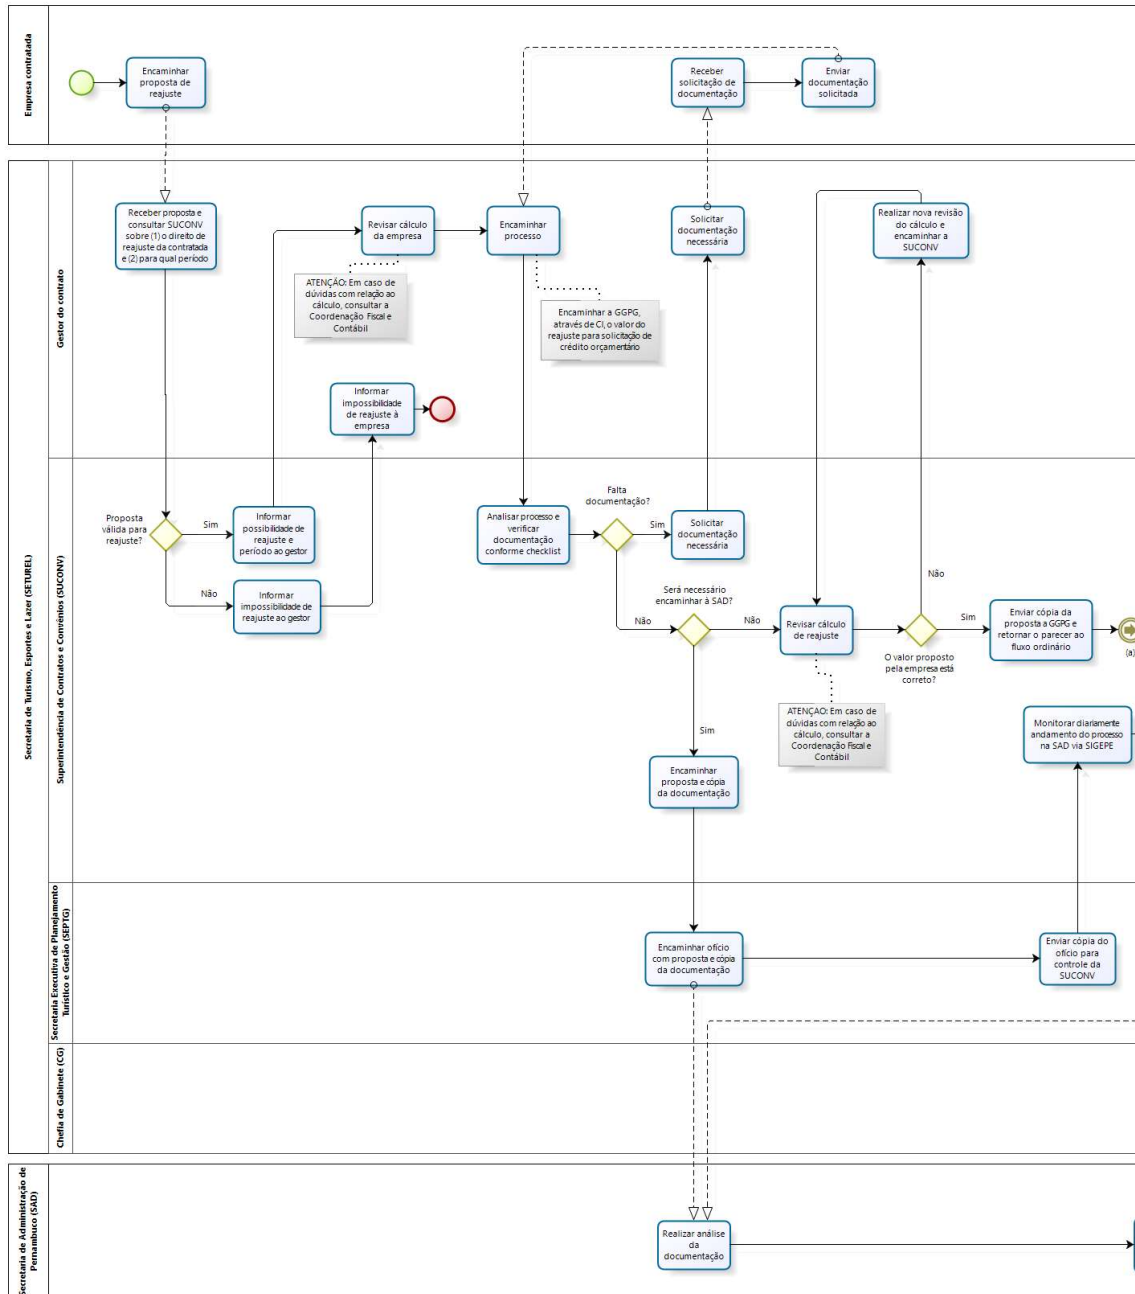 Empresa contratada
Encaminhar
proposta de
reajuste
Receber
solicitação de
documentação
Enviar
documentação
solicitada
Secretaria de Turismo, Esportes e Lazer (SETUREL)
Gestor do contrato
Receber proposta e
consultar SUCONV
sobre (1) o direito de
reajuste da contratada
e (2) para qual período
Revisar cálculo
da empresa
Encaminhar
processo
Solicitar
documentação
necessária
Realizar nova revisão
do cálculo e
encaminhar a
SUCONV
ATENÇÃO: Em caso de
dúvidas com relação ao
cálculo, consultar a
Coordenação Fiscal e
Contábil
Encaminhar a GGPG,
através de CI, o valor do
reajuste para solicitação de
crédito orçamentário
Informar
impossibilidade
de reajuste à
empresa
Superintendência de Contratos e Convênios (SUCONV)
Proposta
válida para
reajuste?
Sim
Informar
possibilidade de
reajuste e
período ao gestor
Não
Informar
impossibilidade de
reajuste ao gestor
Analisar processo e
verificar
documentação
conforme checklist
Falta
documentação?
Sim
Solicitar
documentação
necessária
Não
Será necessário
encaminhar à SAD?
Não
Revisar cálculo
de reajuste
Não
Sim
O valor proposto
pela empresa está
correto?
Enviar cópia da
proposta a GGPG e
retornar o parecer ao
fluxo ordinário
(a)
ATENÇAO: Em caso de
dúvidas com relação ao
cálculo, consultar a
Coordenação Fiscal e
Contábil
Monitorar diariamente
andamento do processo
na SAD via SIGEPE
Sim
Encaminhar
proposta e cópia
da documentação
Secretaria Executiva de Planejamento
Turístico e Gestão (SEPTG)
Encaminhar ofício
com proposta e cópia
da documentação
Enviar cópia do
ofício para
controle da
SUCONV
Chefia de Gabinete (CG)
Secretaria de Administração de
Pernambuco (SAD)
Realizar análise
da
documentação